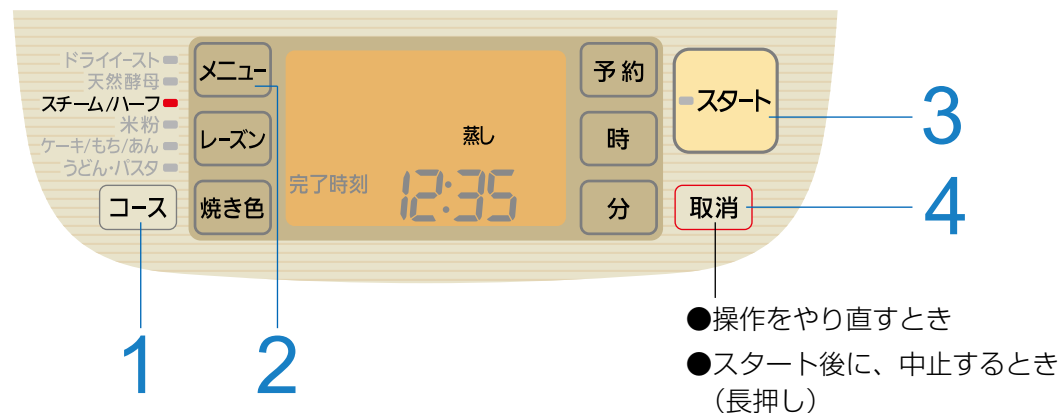 ドライイースト
天然酵母
スチーム/ハーフ
米粉
ケーキ/もち/あん
うどん・パスタ
コース
メニュー
レーズン
焼き色
蒸し
完了時刻 12:35
予約
時
分
スタート
取消
1
2
3
4
●操作をやり直すとき
●スタート後に、中止するとき
(長押し)